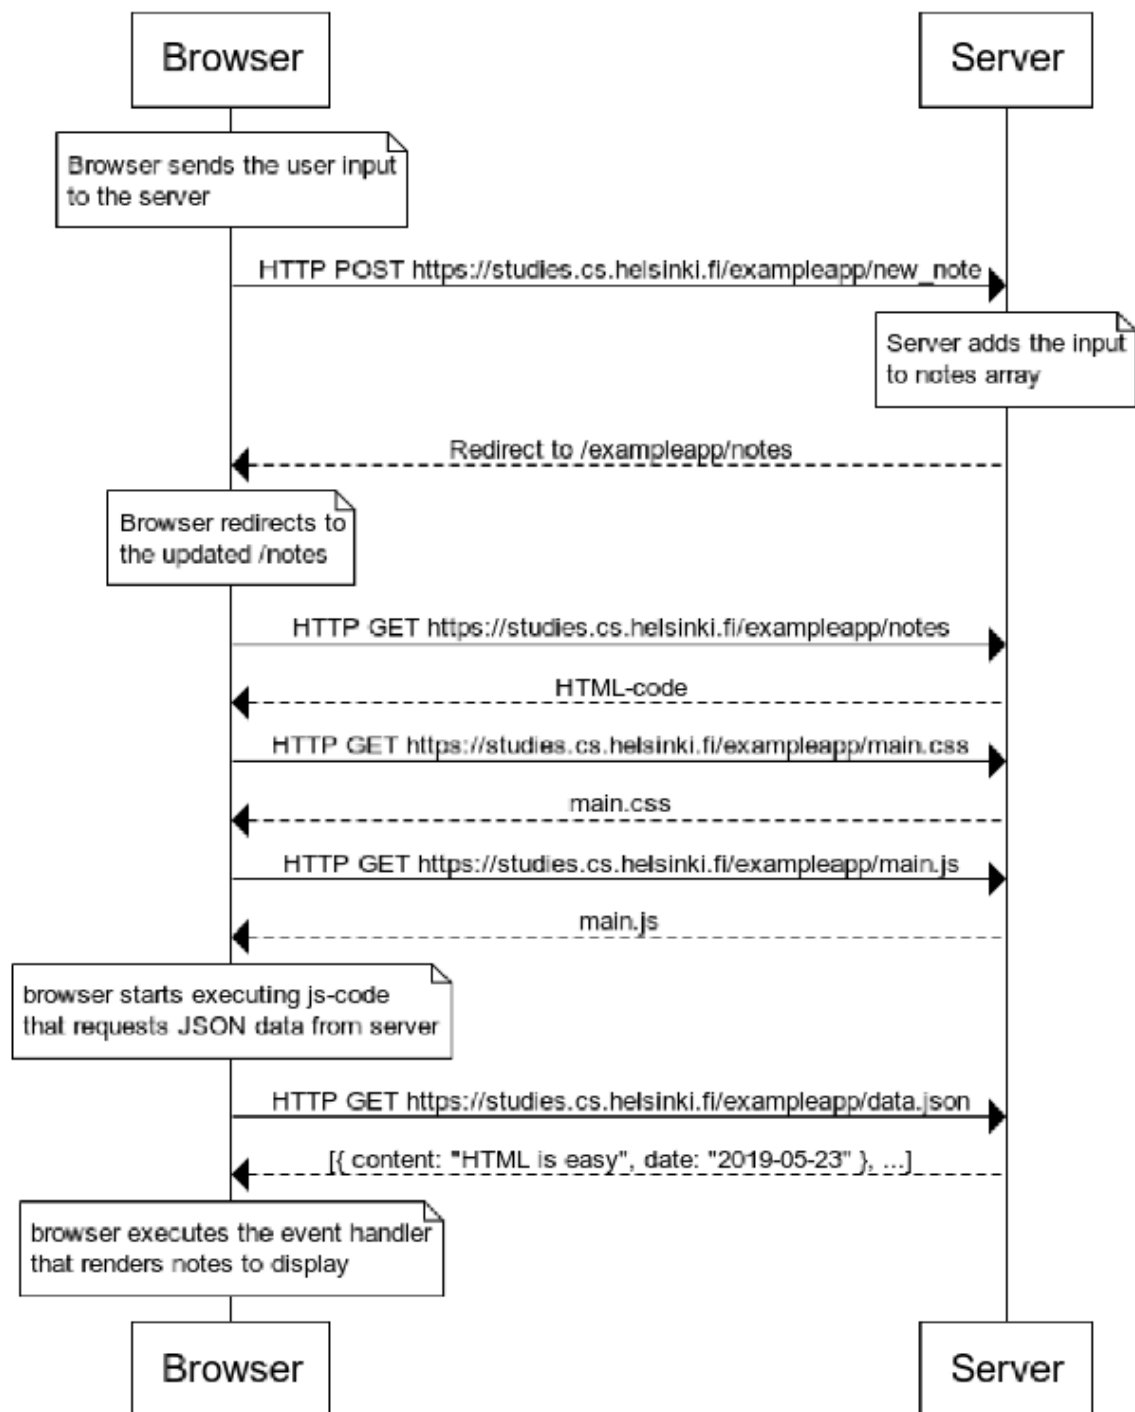 Browser
Server
Browser sends the user input
to the server
HTTP POST https://studies.cs.helsinki.fi/exampleapp/new_note
Server adds the input
to notes array
Redirect to /exampleapp/notes
Browser redirects to
the updated /notes
HTTP GET https://studies.cs.helsinki.fi/exampleapp/notes
HTML-code
HTTP GET https://studies.cs.helsinki.fi/exampleapp/main.css
main.css
HTTP GET https://studies.cs.helsinki.fi/exampleapp/main.js
main.js
browser starts executing js-code
that requests JSON data from server
HTTP GET https://studies.cs.helsinki.fi/exampleapp/data.json
[{ content: "HTML is easy", date: "2019-05-23" }, ...]
browser executes the event handler
that renders notes to display
Browser
Server